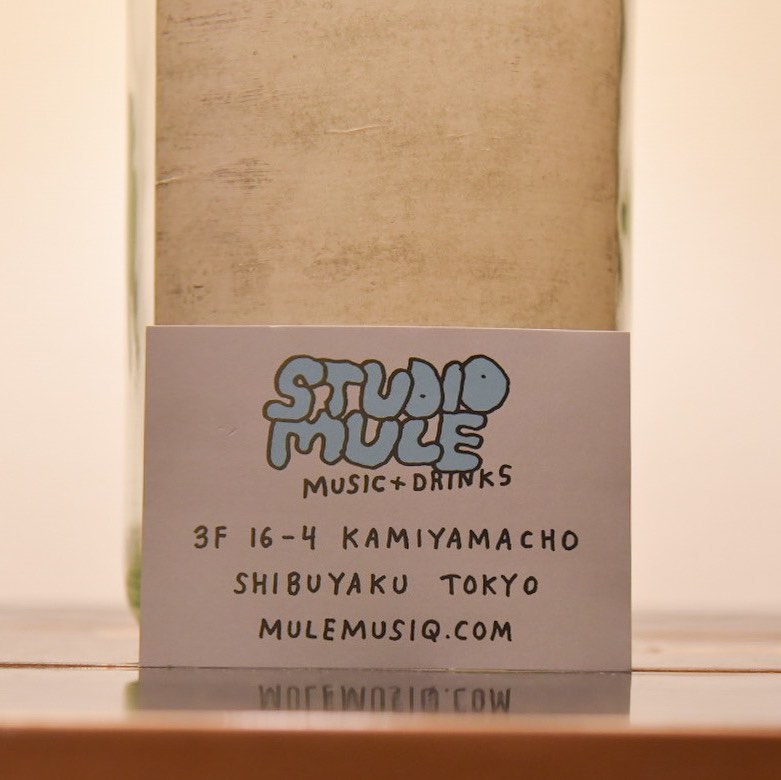 STUDIO
MULE
MUSIC+DRINKS
3F 16-4 KAMIYAMACHO
SHIBUYAKU TOKYO
MULEMUSIQ.COM